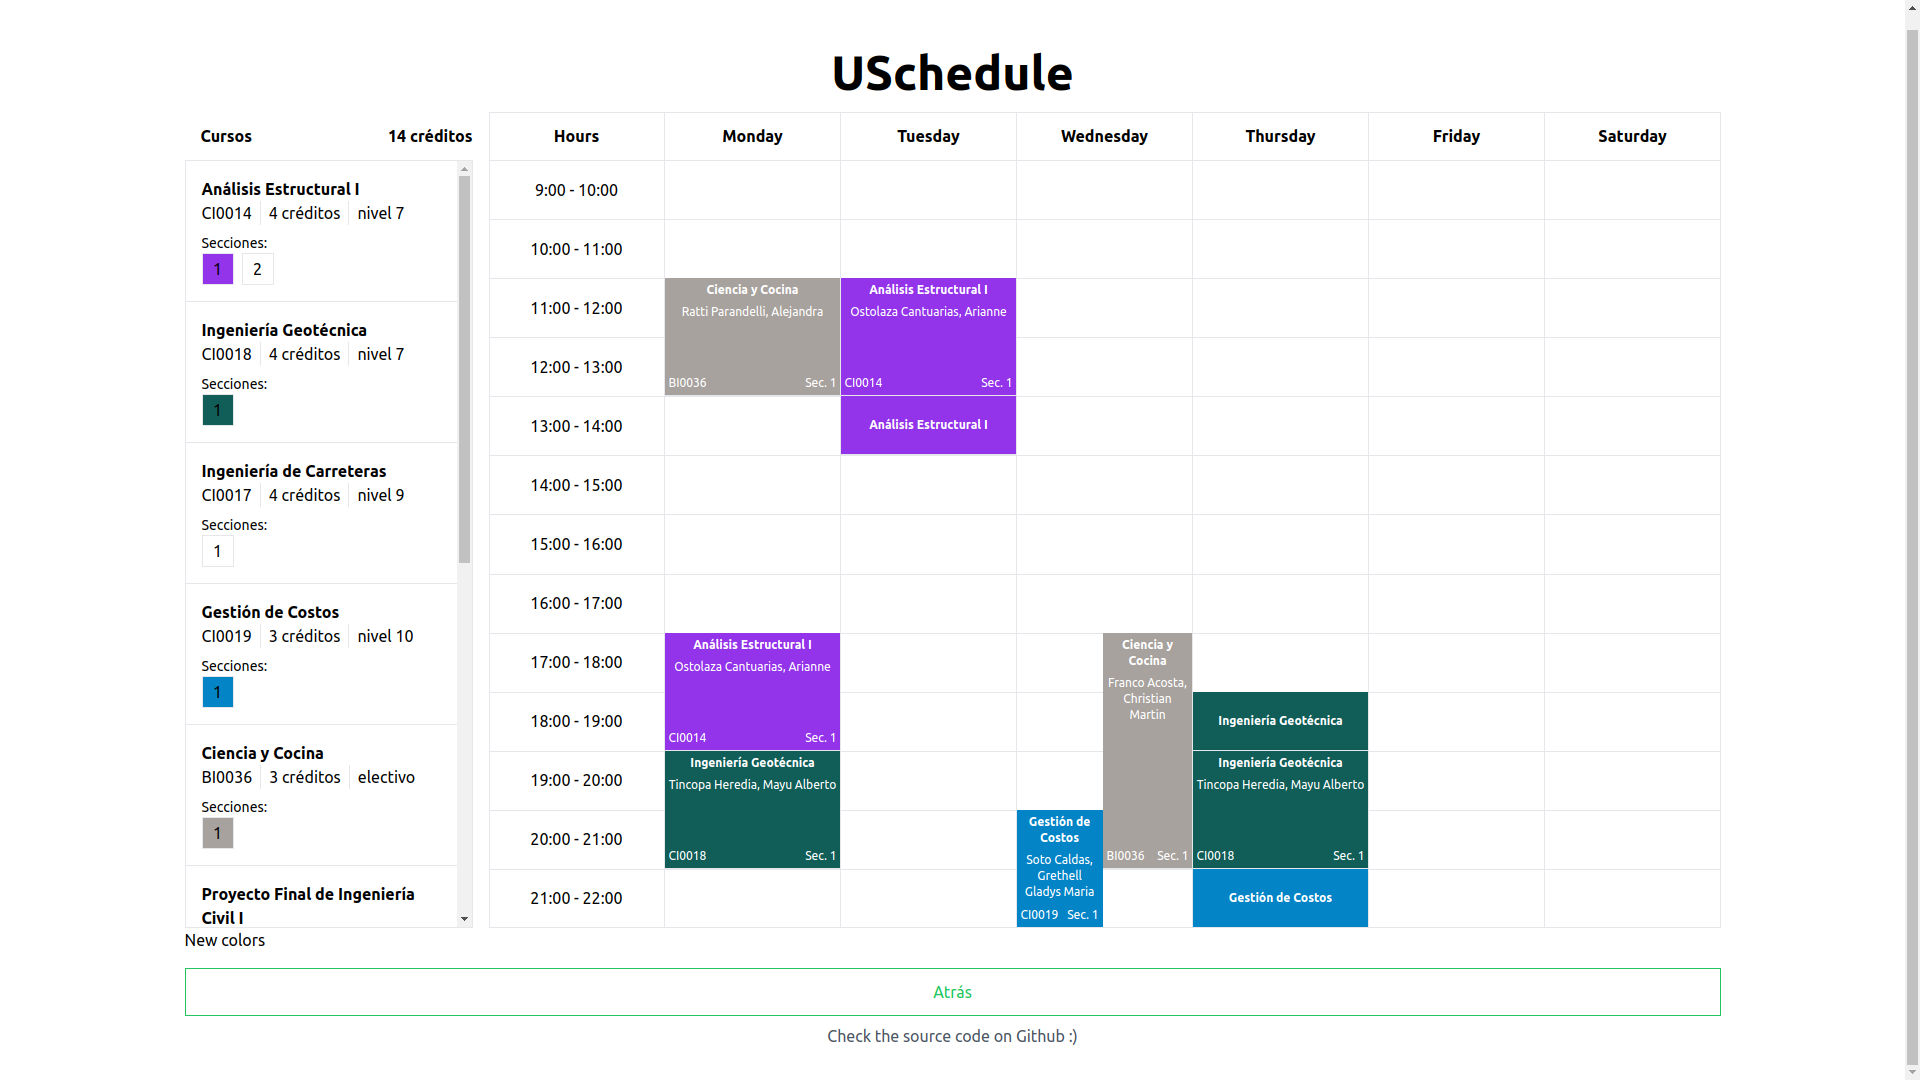 USchedule
Cursos 14 créditos
Análisis Estructural I
CI0014 4 créditos nivel 7
Secciones:
1 2
Ingeniería Geotécnica
CI0018 4 créditos nivel 7
Secciones:
1
Ingeniería de Carreteras
CI0017 4 créditos nivel 9
Secciones:
1
Gestión de Costos
CI0019 3 créditos nivel 10
Secciones:
1
Ciencia y Cocina
BI0036 3 créditos electivo
Secciones:
1
Proyecto Final de Ingeniería
Civil I
New colors
Hours Monday Tuesday Wednesday Thursday Friday Saturday
9:00 - 10:00
10:00 - 11:00
11:00 - 12:00
12:00 - 13:00
13:00 - 14:00
14:00 - 15:00
15:00 - 16:00
16:00 - 17:00
17:00 - 18:00
18:00 - 19:00
19:00 - 20:00
20:00 - 21:00
21:00 - 22:00
Ciencia y Cocina
Ratti Parandelli, Alejandra
BI0036 Sec. 1
Análisis Estructural I
Ostolaza Cantuarias, Arianne
CI0014 Sec. 1
Ingeniería Geotécnica
Tincopa Heredia, Mayu Alberto
CI0018 Sec. 1
Análisis Estructural I
Ostolaza Cantuarias, Arianne
CI0014 Sec. 1
Análisis Estructural I
Gestión de
Costos
Soto Caldas,
Grethell
Gladys Maria
CI0019 Sec. 1
Ciencia y
Cocina
Franco Acosta,
Christian
Martin
BI0036 Sec. 1
Ingeniería Geotécnica
Ingeniería Geotécnica
Tincopa Heredia, Mayu Alberto
CI0018 Sec. 1
Gestión de Costos
Atrás
Check the source code on Github :)